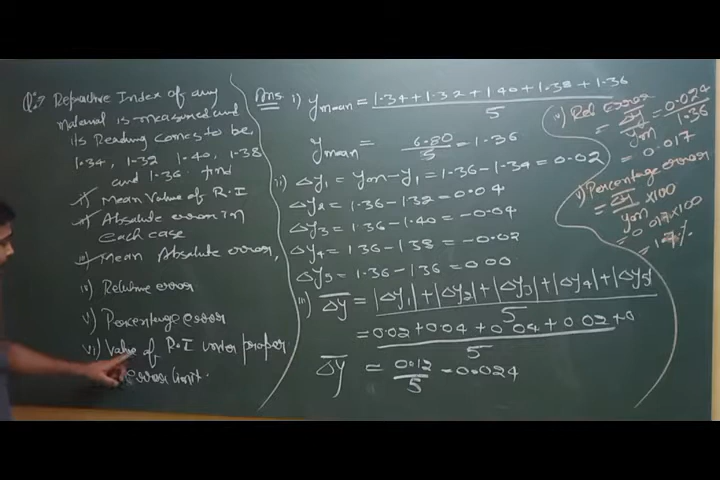 Q:→ Refractive Index of any
material is measured and
its Reading comes to be
1.34, 1.32 1.40, 1.38
and 1.36. find
i) Mean Value of R.I
ii) Absolute error in
each case
iii) Mean Absolute error,
iv) Relative error
v) Percentage error
vi) Value of R.I under proper
error limit.
Ans i) y mean = 1.34+1.32+1.40+1.38+1.36
5
y mean = 6.80/5 = 1.36
ii) Δy₁ = ym - y₁ = 1.36-1.34 = 0.02
Δy₂ = 1.36-1.32 = 0.04
Δy₃ = 1.36-1.40 = -0.04
Δy₄ = 1.36-1.38 = -0.02
Δy₅ = 1.36-1.36 = 0.00
iii) Δy = |Δy₁|+|Δy₂|+|Δy₃|+|Δy₄|+|Δy₅|
5
= 0.02+0.04+0.04+0.02+0
5
Δy = 0.12/5 = 0.024
iv) Rel error
= Δy/ym = 0.024/1.36
= 0.017
v) Percentage error
= Δy/ym ×100
= 0.017×100
= 1.7%